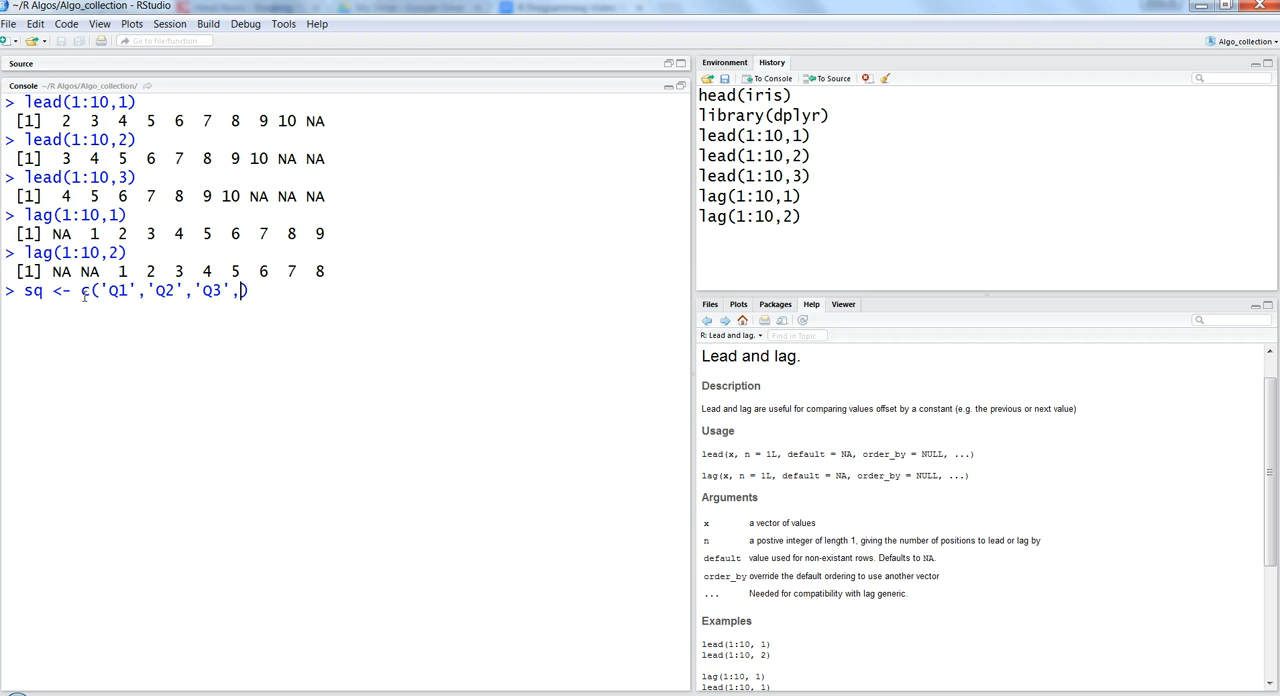 ~/R Algos/Algo_collection - RStudio
File Edit Code View Plots Session Build Debug Tools Help
Go to file/function
Algo_collection
Source
Console ~/R Algos/Algo_collection/
> lead(1:10,1)
[1] 2 3 4 5 6 7 8 9 10 NA
> lead(1:10,2)
[1] 3 4 5 6 7 8 9 10 NA NA
> lead(1:10,3)
[1] 4 5 6 7 8 9 10 NA NA NA
> lag(1:10,1)
[1] NA 1 2 3 4 5 6 7 8 9
> lag(1:10,2)
[1] NA NA 1 2 3 4 5 6 7 8
> sq <- c('Q1','Q2','Q3',)
Environment History
To Console To Source
head(iris)
library(dplyr)
lead(1:10,1)
lead(1:10,2)
lead(1:10,3)
lag(1:10,1)
lag(1:10,2)
Files Plots Packages Help Viewer
R: Lead and lag. Find in Topic
Lead and lag.
Description
Lead and lag are useful for comparing values offset by a constant (e.g. the previous or next value)
Usage
lead(x, n = 1L, default = NA, order_by = NULL, ...)
lag(x, n = 1L, default = NA, order_by = NULL, ...)
Arguments
x a vector of values
n a postive integer of length 1, giving the number of positions to lead or lag by
default value used for non-existant rows. Defaults to NA.
order_by override the default ordering to use another vector
... Needed for compatibility with lag generic.
Examples
lead(1:10, 1)
lead(1:10, 2)
lag(1:10, 1)
lead(1:10, 1)